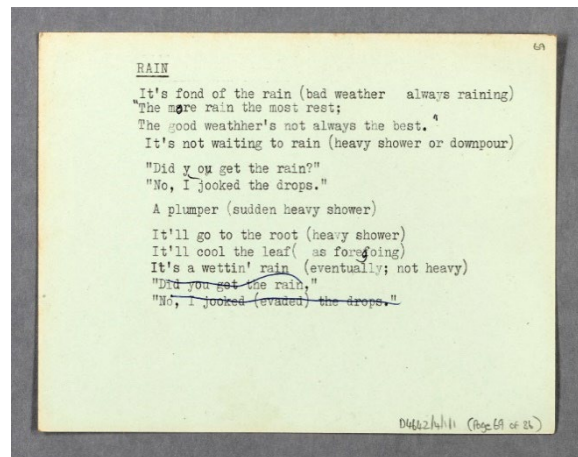 69
RAIN
It's fond of the rain (bad weather always raining)
"The more rain the most rest;
The good weathher's not always the best."
It's not waiting to rain (heavy shower or downpour)
"Did y ou get the rain?"
"No, I jooked the drops."
A plumper (sudden heavy shower)
It'll go to the root (heavy shower)
It'll cool the leaf( as foregoing)
It's a wettin' rain (eventually; not heavy)
"Did you get the rain,"
"No, I jooked (evaded) the drops."
D4642/4/1/1 (Page 69 of 26)